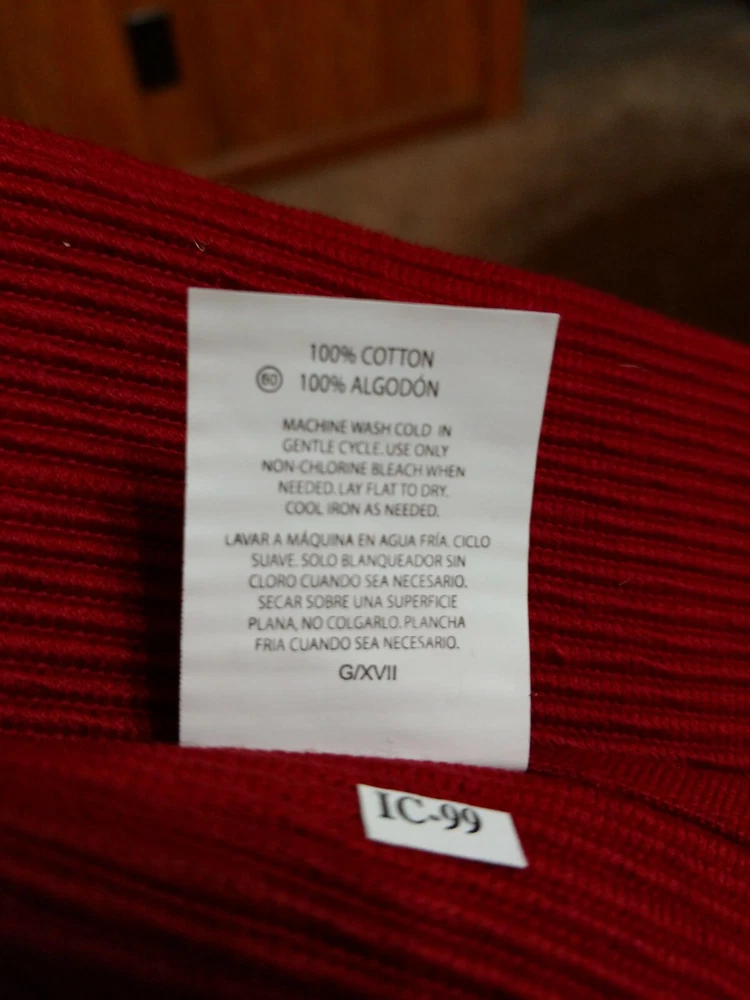 100% COTTON
60 100% ALGODÓN
MACHINE WASH COLD IN
GENTLE CYCLE. USE ONLY
NON-CHLORINE BLEACH WHEN
NEEDED. LAY FLAT TO DRY.
COOL IRON AS NEEDED.
LAVAR A MÁQUINA EN AGUA FRÍA. CICLO
SUAVE. SOLO BLANQUEADOR SIN
CLORO CUANDO SEA NECESARIO.
SECAR SOBRE UNA SUPERFICIE
PLANA, NO COLGARLO. PLANCHA
FRIA CUANDO SEA NECESARIO.
G/XVII
IC-99